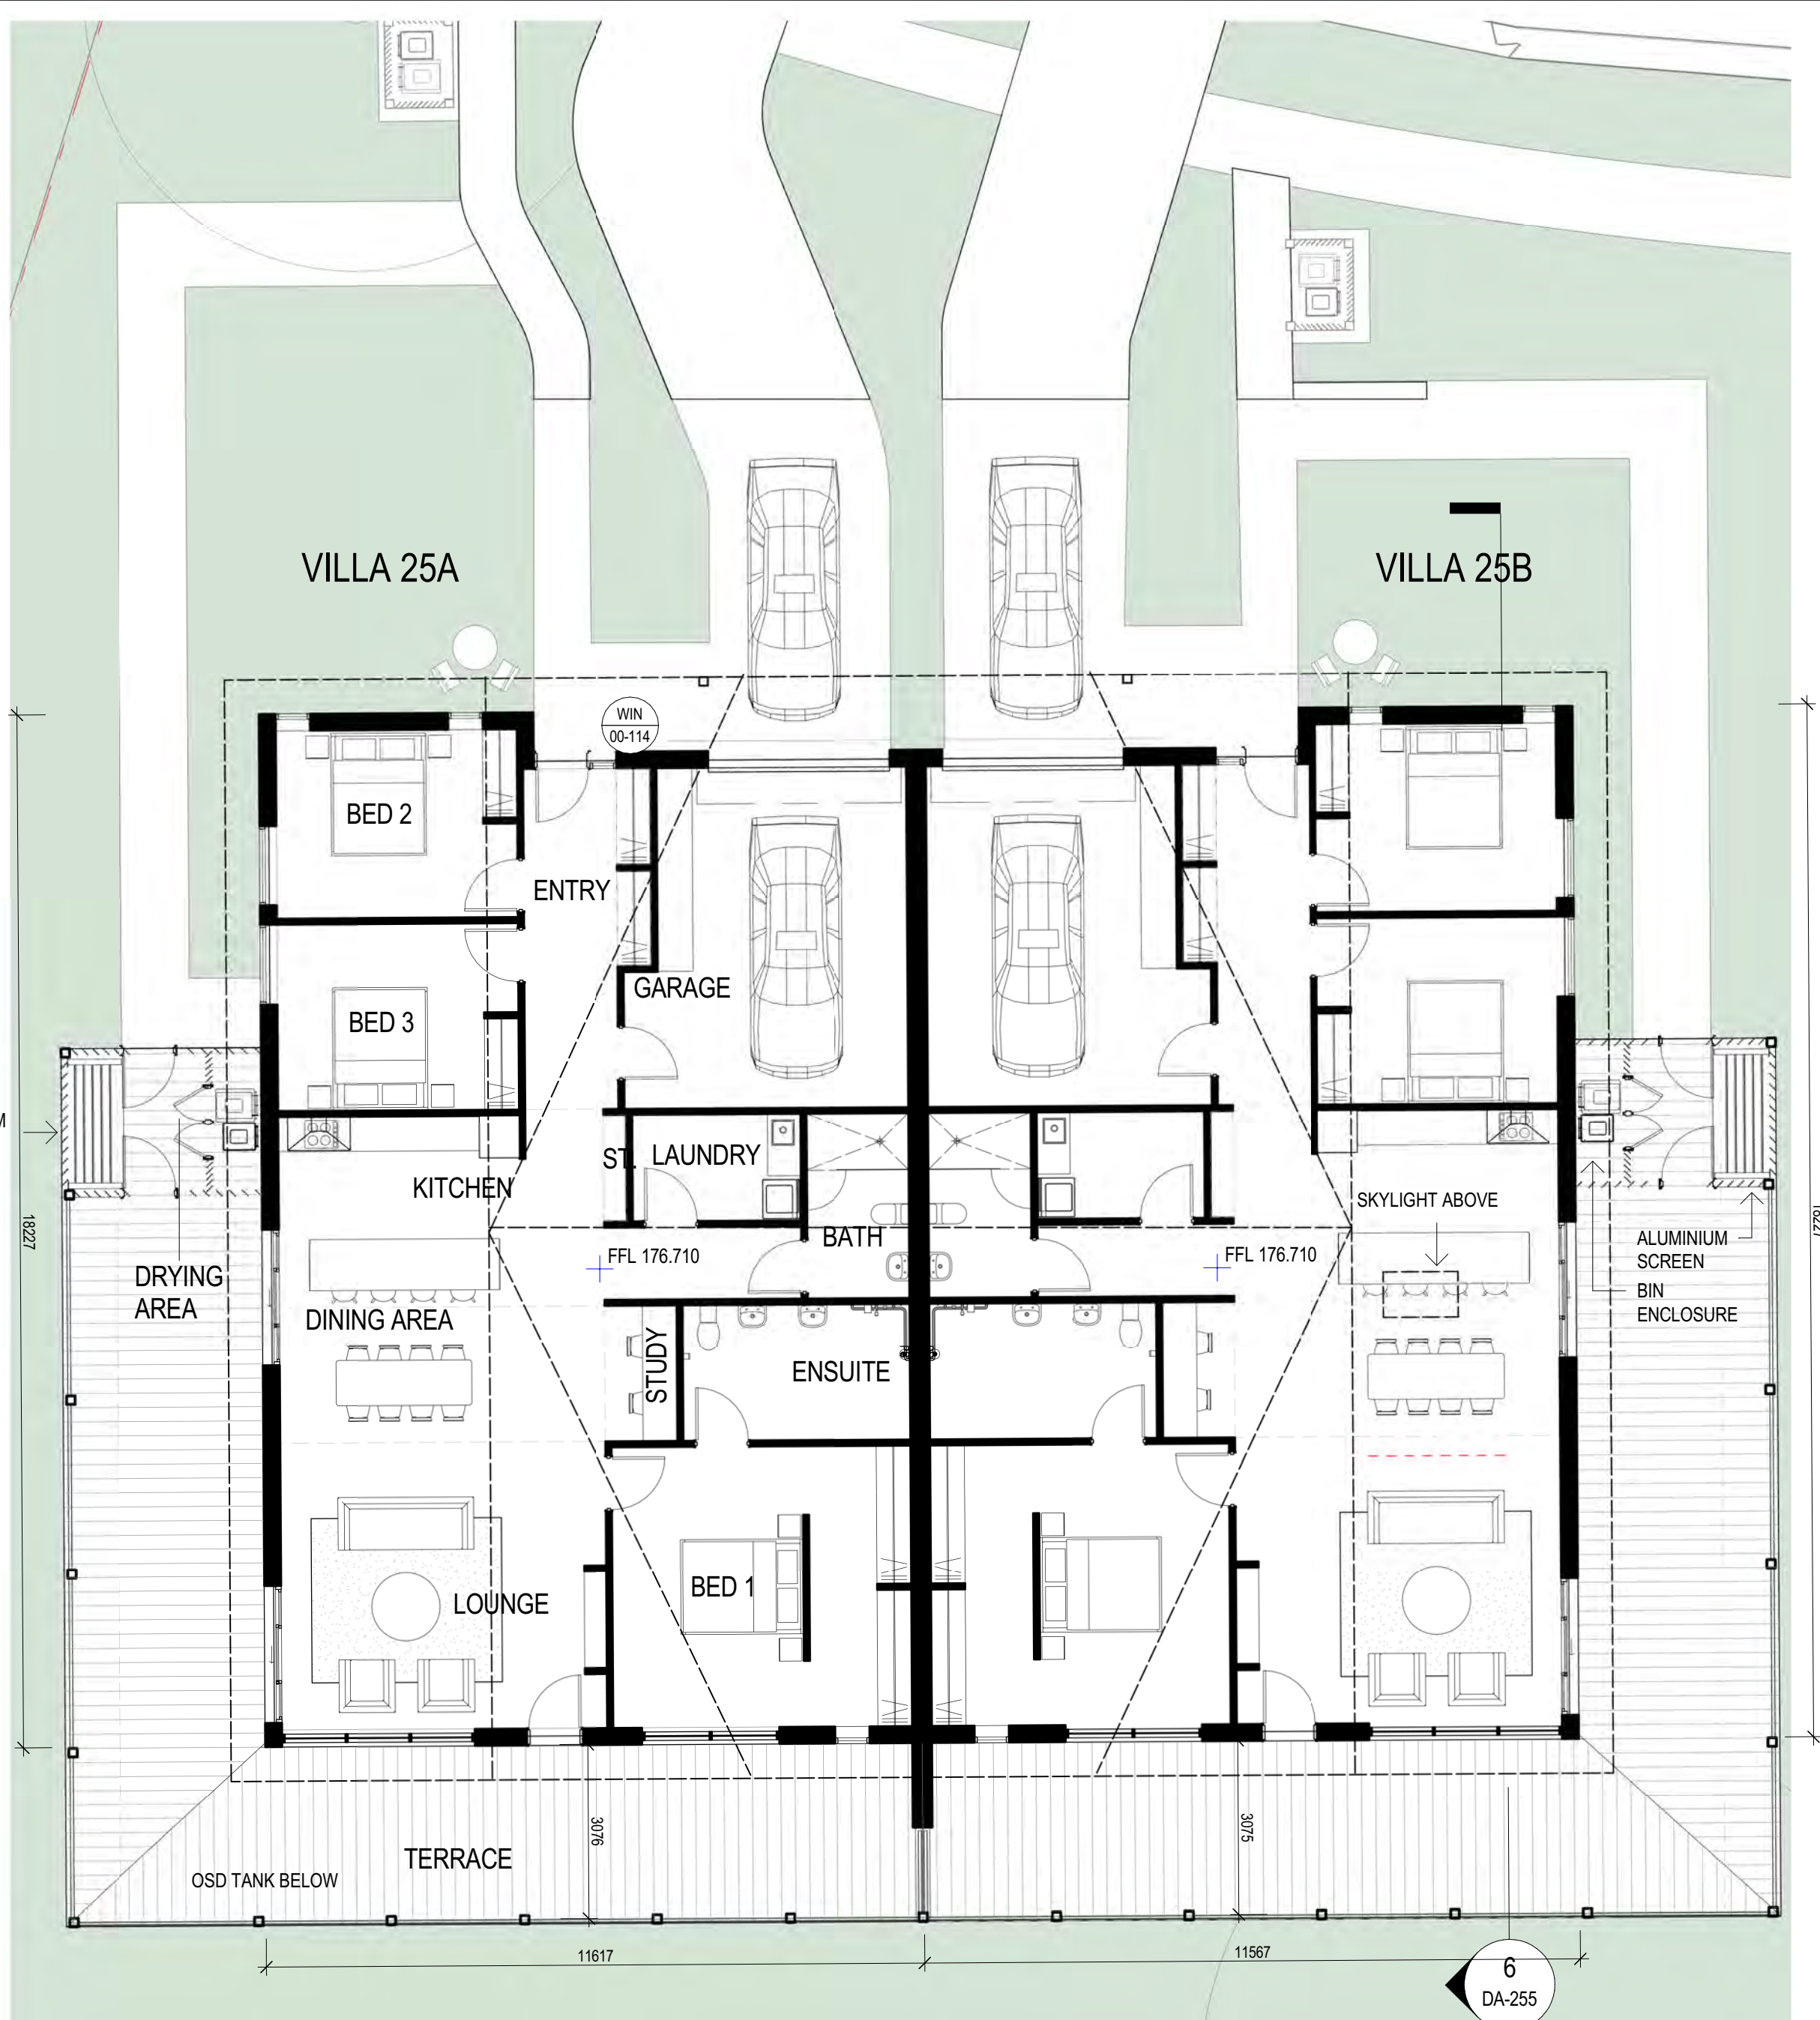 VILLA 25A
VILLA 25B
WIN
00-114
BED 2
ENTRY
GARAGE
BED 3
M
ST.
LAUNDRY
KITCHEN
SKYLIGHT ABOVE
18227
18227
BATH
FFL 176.710
FFL 176.710
ALUMINIUM
SCREEN
BIN
ENCLOSURE
DRYING
AREA
DINING AREA
STUDY
ENSUITE
BED 1
LOUNGE
3076
3075
TERRACE
OSD TANK BELOW
11617
11567
6
DA-255